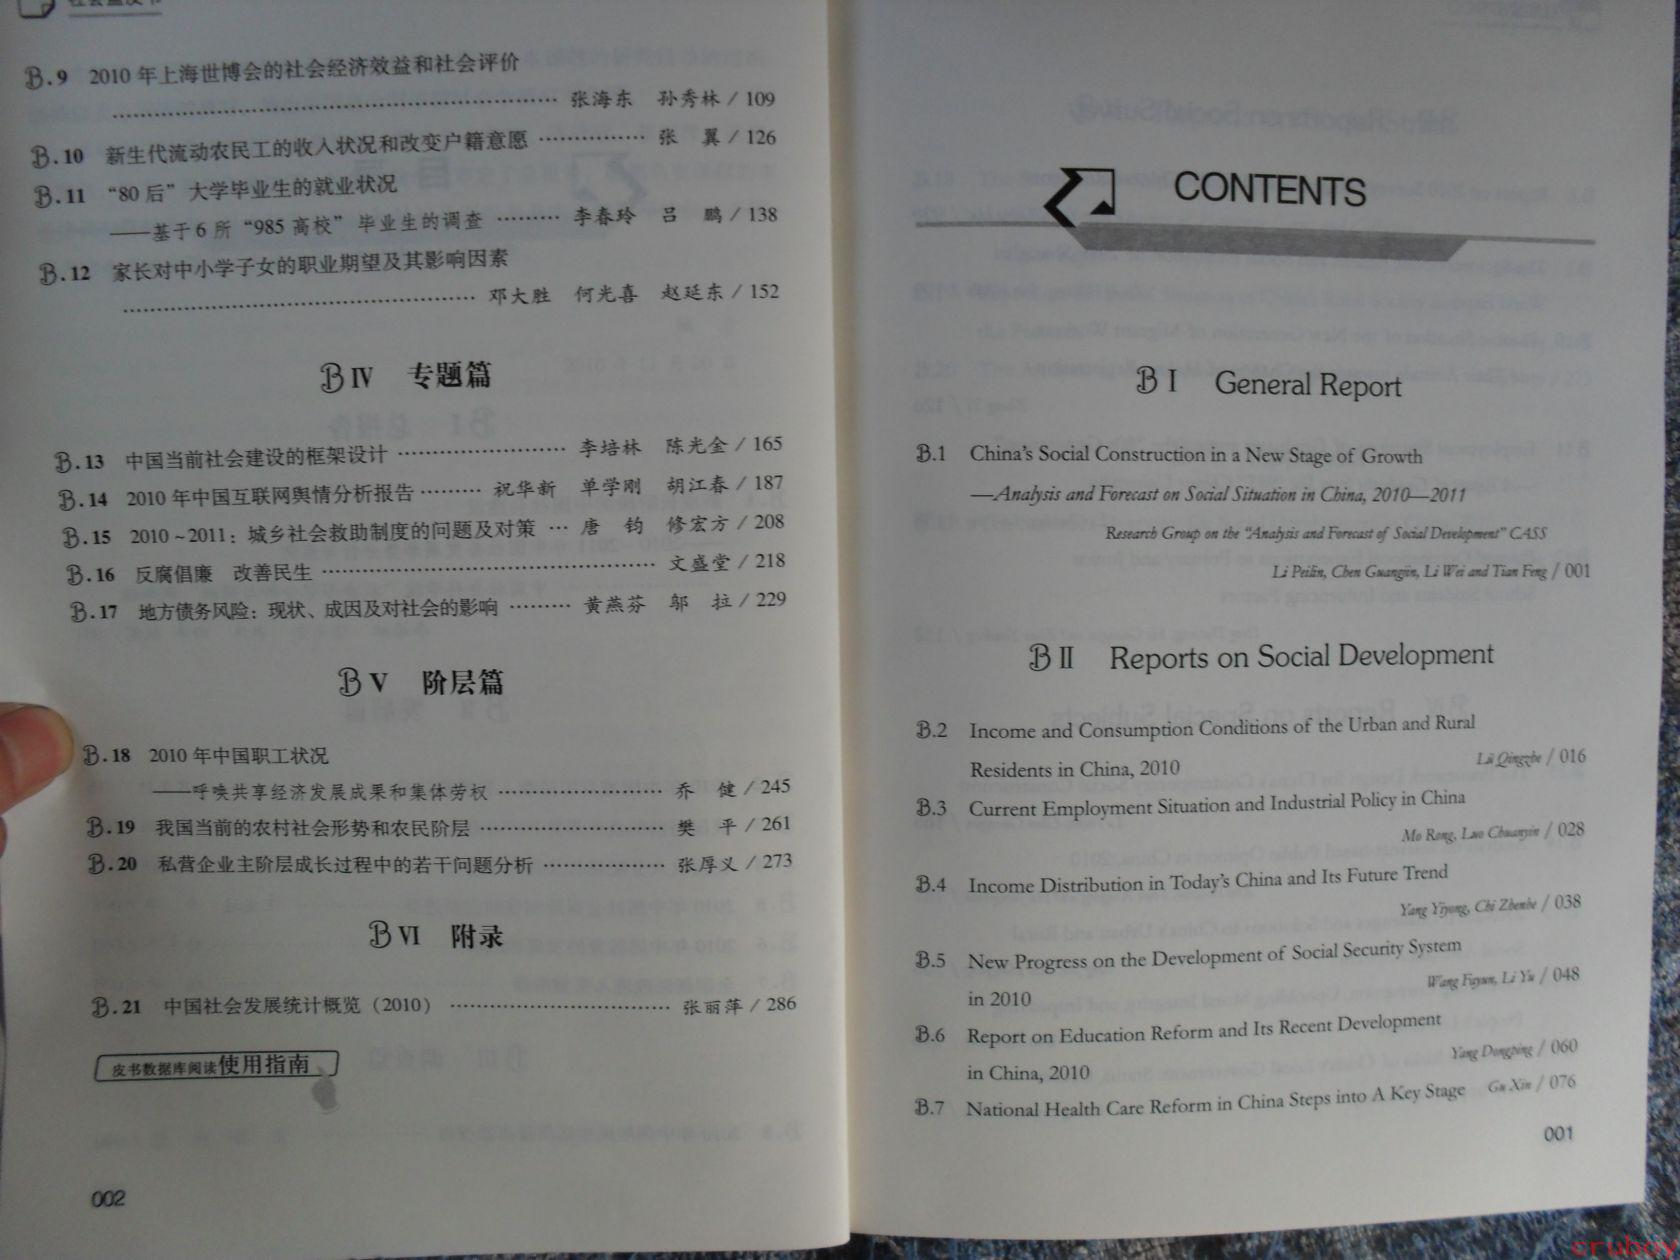 B.9 2010年上海世博会的社会经济效益和社会评价
…… 张海东 孙秀林 / 109
B.10 新生代流动农民工的收入状况和改变户籍意愿 …… 张 翼 / 126
B.11 “80后”大学毕业生的就业状况
——基于6所“985高校”毕业生的调查 …… 李春玲 吕 鹏 / 138
B.12 家长对中小学子女的职业期望及其影响因素
…… 邓大胜 何光喜 赵延东 / 152
B Ⅳ 专题篇
B.13 中国当前社会建设的框架设计 …… 李培林 陈光金 / 165
B.14 2010年中国互联网舆情分析报告 …… 祝华新 单学刚 胡江春 / 187
B.15 2010~2011：城乡社会救助制度的问题及对策 … 唐 钧 修宏方 / 208
B.16 反腐倡廉 改善民生 …… 文盛堂 / 218
B.17 地方债务风险：现状、成因及对社会的影响 …… 黄燕芬 邬 拉 / 229
B Ⅴ 阶层篇
B.18 2010年中国职工状况
——呼唤共享经济发展成果和集体劳权 …… 乔 健 / 245
B.19 我国当前的农村社会形势和农民阶层 …… 樊 平 / 261
B.20 私营企业主阶层成长过程中的若干问题分析 …… 张厚义 / 273
B Ⅵ 附录
B.21 中国社会发展统计概览（2010） …… 张丽萍 / 286
皮书数据库阅读使用指南
002
CONTENTS
B Ⅰ General Report
B.1 China's Social Construction in a New Stage of Growth
—Analysis and Forecast on Social Situation in China, 2010—2011
Research Group on the "Analysis and Forecast of Social Development" CASS
Li Peilin, Chen Guangjin, Li Wei and Tian Feng / 001
B Ⅱ Reports on Social Development
B.2 Income and Consumption Conditions of the Urban and Rural
Residents in China, 2010 Lü Qingzhe / 016
B.3 Current Employment Situation and Industrial Policy in China
Mo Rong, Luo Chuanyin / 028
B.4 Income Distribution in Today's China and Its Future Trend
Yang Yiyong, Chi Zhenhe / 038
B.5 New Progress on the Development of Social Security System
in 2010 Wang Fayun, Li Yu / 048
B.6 Report on Education Reform and Its Recent Development
in China, 2010 Yang Dongping / 060
B.7 National Health Care Reform in China Steps into A Key Stage Gu Xin / 076
001